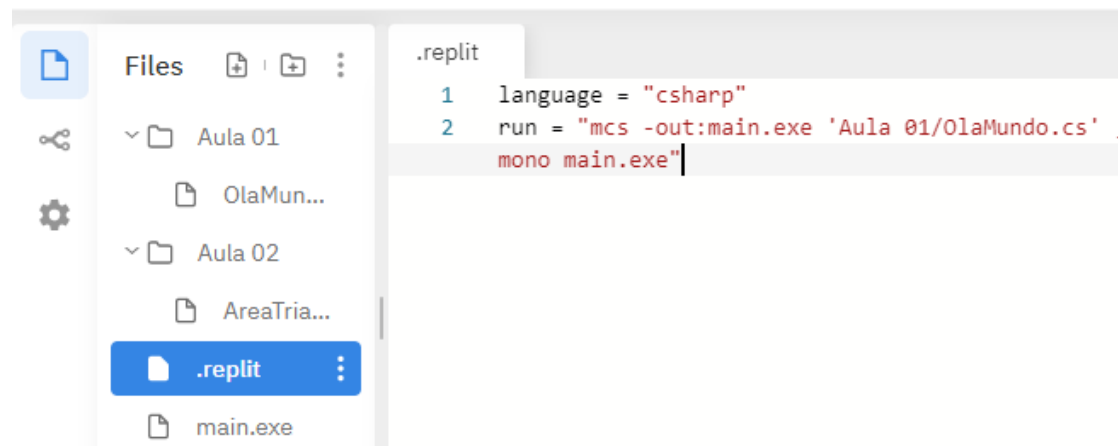 Files
Aula 01
OlaMun...
Aula 02
AreaTria...
.replit
main.exe
.replit
1 language = "csharp"
2 run = "mcs -out:main.exe 'Aula 01/OlaMundo.cs'
mono main.exe"